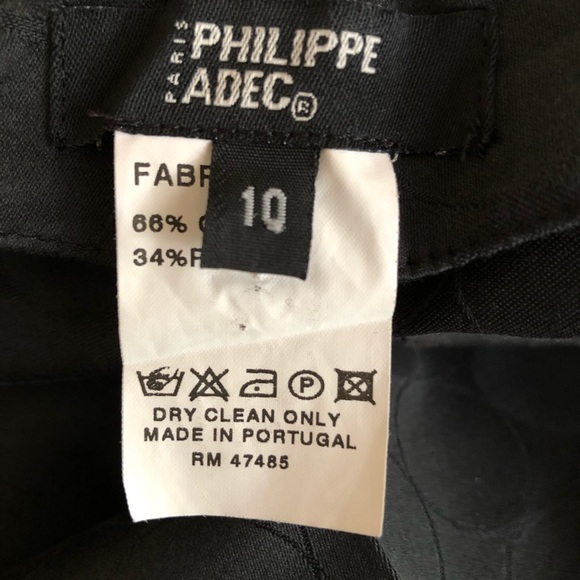 PARIS
PHILIPPE
ADEC®
10
FABR
66%
34%
P
DRY CLEAN ONLY
MADE IN PORTUGAL
RM 47485